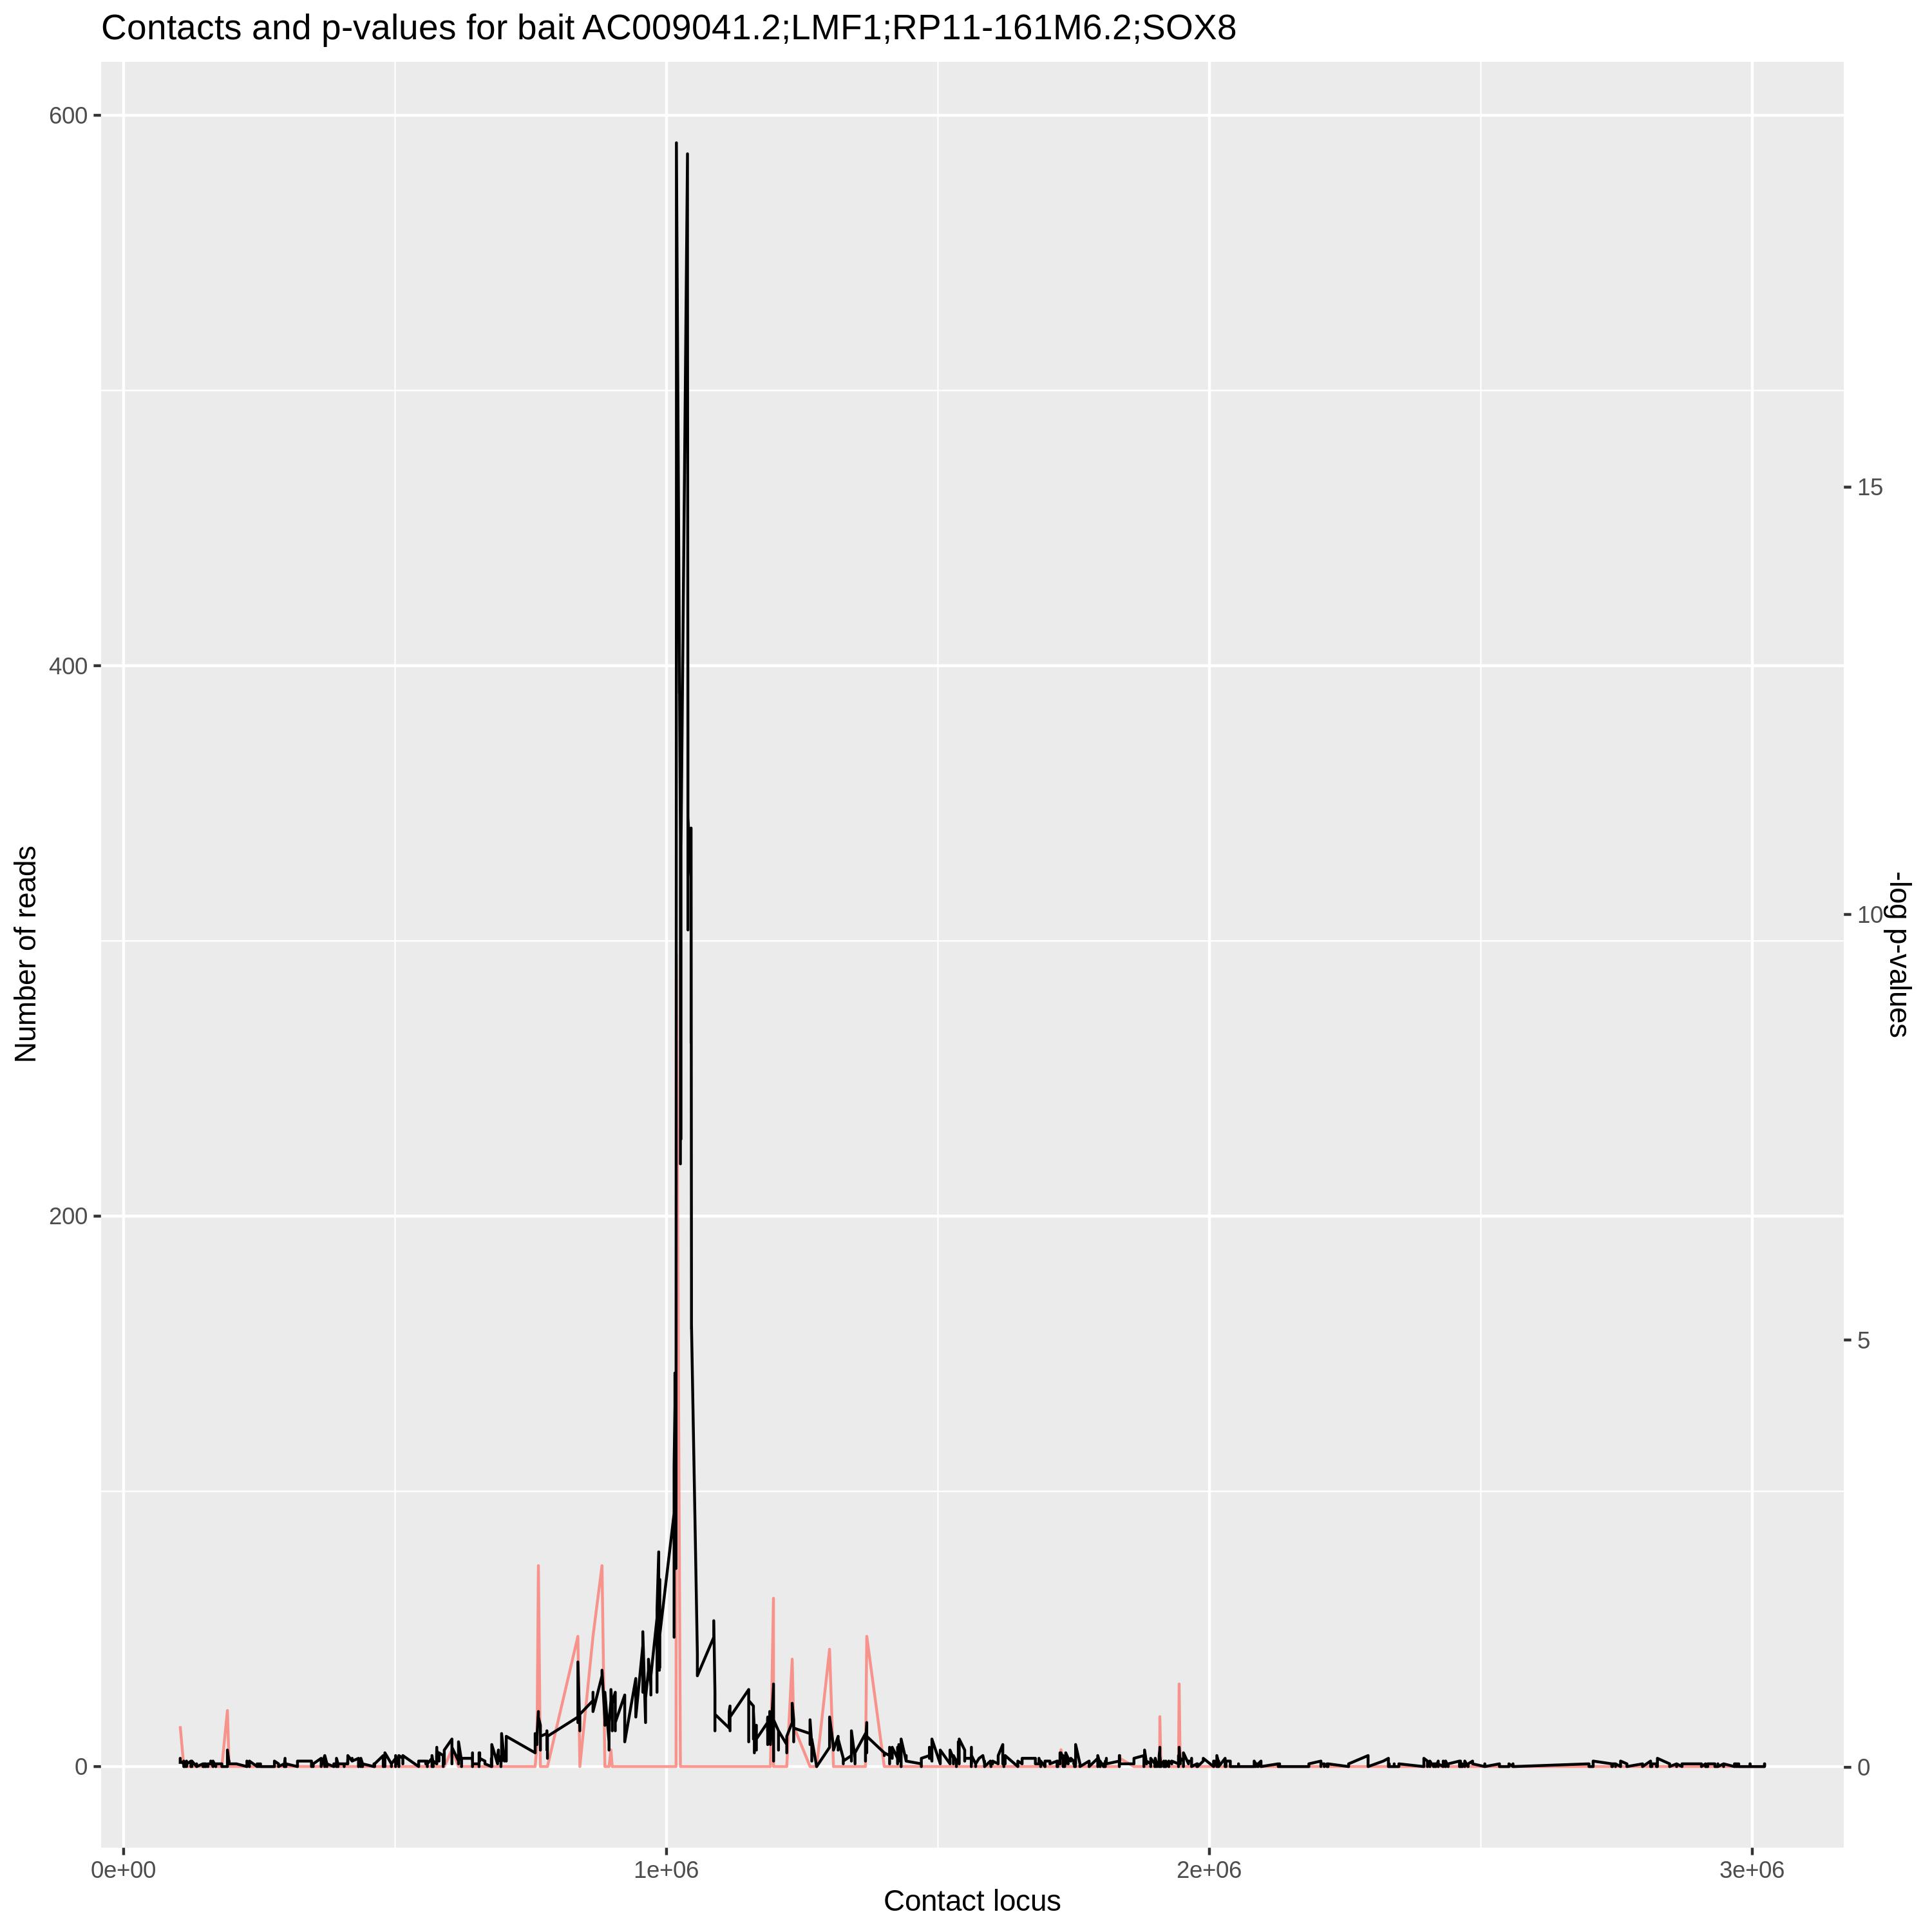 Contacts and p-values for bait AC009041.2;LMF1;RP11-161M6.2;SOX8
600
400
200
0
Number of reads
15
10
5
0
-log p-values
0e+00
1e+06
2e+06
3e+06
Contact locus